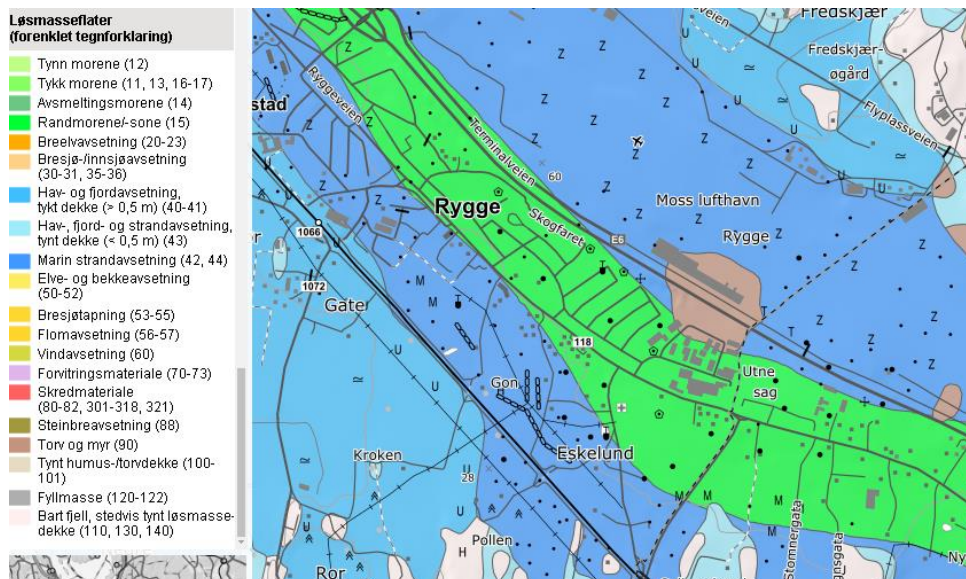 Løsmasseflater
(forenklet tegnforklaring)
Tynn morene (12)
Tykk morene (11, 13, 16-17)
Avsmeltingsmorene (14)
Randmorene/-sone (15)
Breelvavsetning (20-23)
Bresjø-/innsjøavsetning
(30-31, 35-36)
Hav- og fjordavsetning,
tykt dekke (> 0,5 m) (40-41)
Hav-, fjord- og strandavsetning,
tynt dekke (< 0,5 m) (43)
Marin strandavsetning (42, 44)
Elve- og bekkeavsetning
(50-52)
Bresjøtapning (53-55)
Flomavsetning (56-57)
Vindavsetning (60)
Forvitringsmateriale (70-73)
Skredmateriale
(80-82, 301-318, 321)
Steinbreavsetning (88)
Torv og myr (90)
Tynt humus-/torvdekke (100-
101)
Fyllmasse (120-122)
Bart fjell, stedvis tynt løsmasse-
dekke (110, 130, 140)
Fredskjær
Fredskjær-
øgård
Flyplassveien
stad
Ryggeveien
Terminalveien
60
Moss lufthavn
Rygge
Rygge
Skogfaret
E6
1066
1072
Gate
118
Utne
sag
Gon.
Eskelund
Kroken
28
Pollen
Ror
Stomnergata
Ny